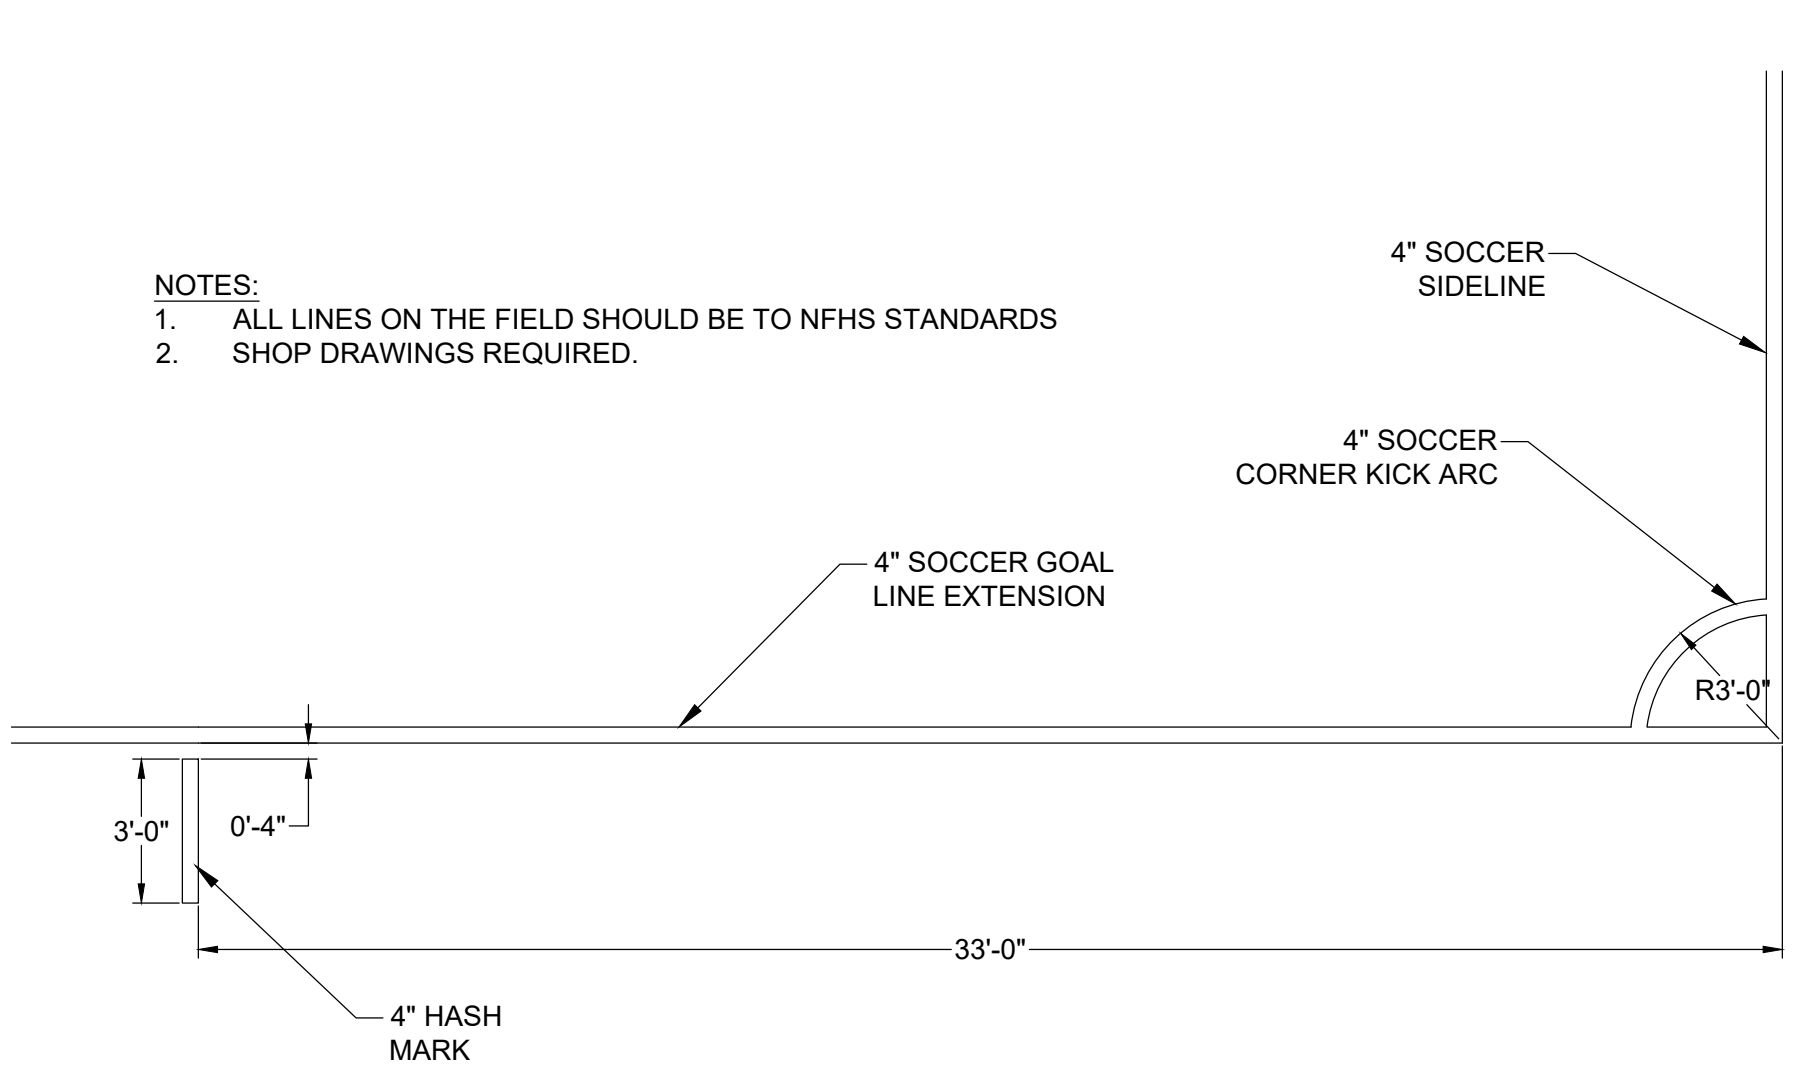 4" SOCCER
SIDELINE
NOTES:
1. ALL LINES ON THE FIELD SHOULD BE TO NFHS STANDARDS
2. SHOP DRAWINGS REQUIRED.
4" SOCCER
CORNER KICK ARC
4" SOCCER GOAL
LINE EXTENSION
R3'-0"
3'-0"
0'-4"
33'-0"
4" HASH
MARK